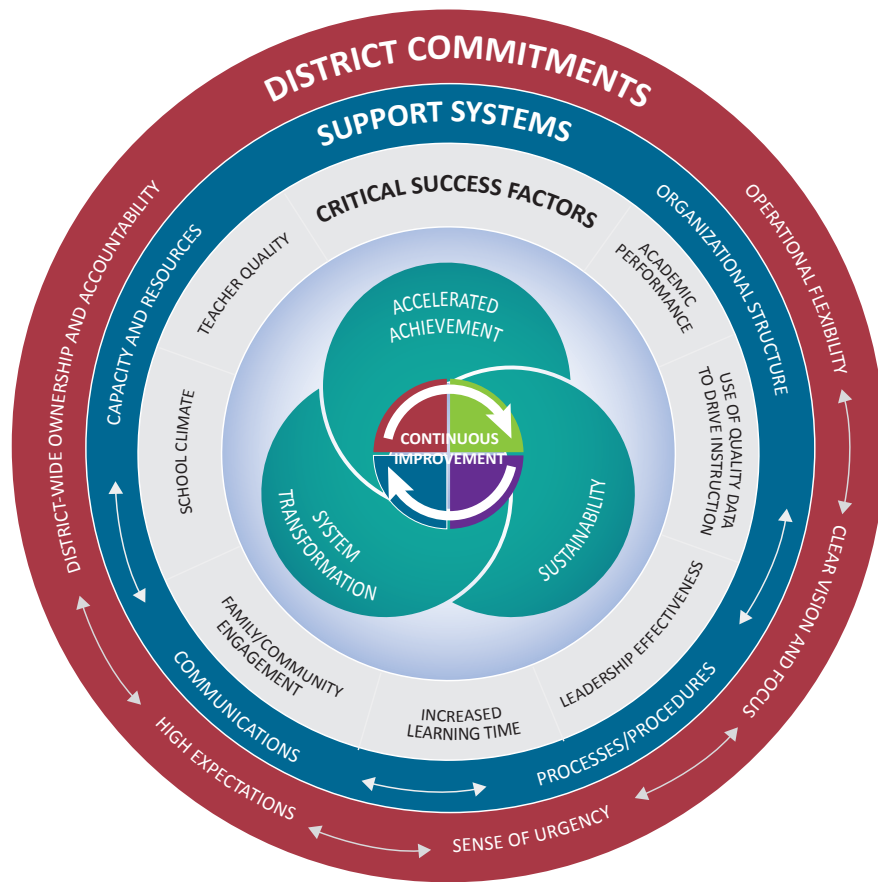 DISTRICT COMMITMENTS
OPERATIONAL FLEXIBILITY
CLEAR VISION AND FOCUS
SENSE OF URGENCY
HIGH EXPECTATIONS
DISTRICT-WIDE OWNERSHIP AND ACCOUNTABILITY
SUPPORT SYSTEMS
ORGANIZATIONAL STRUCTURE
PROCESSES/PROCEDURES
COMMUNICATIONS
CAPACITY AND RESOURCES
CRITICAL SUCCESS FACTORS
ACADEMIC
PERFORMANCE
USE OF QUALITY DATA
TO DRIVE INSTRUCTION
LEADERSHIP EFFECTIVENESS
INCREASED
LEARNING TIME
FAMILY/COMMUNITY
ENGAGEMENT
SCHOOL CLIMATE
TEACHER QUALITY
ACCELERATED
ACHIEVEMENT
SUSTAINABILITY
SYSTEM
TRANSFORMATION
CONTINUOUS
IMPROVEMENT